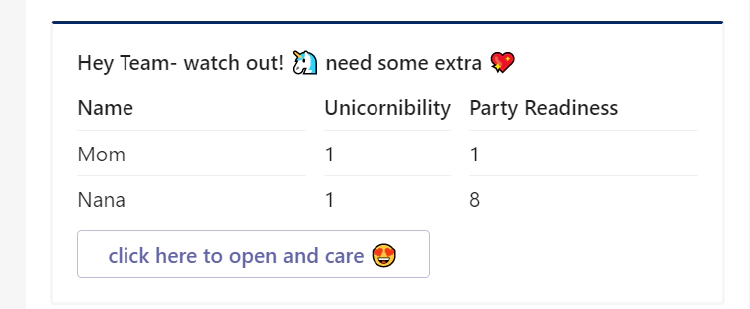 Hey Team- watch out! 🦄 need some extra 💖
Name Unicornibility Party Readiness
Mom 1 1
Nana 1 8
click here to open and care 😍